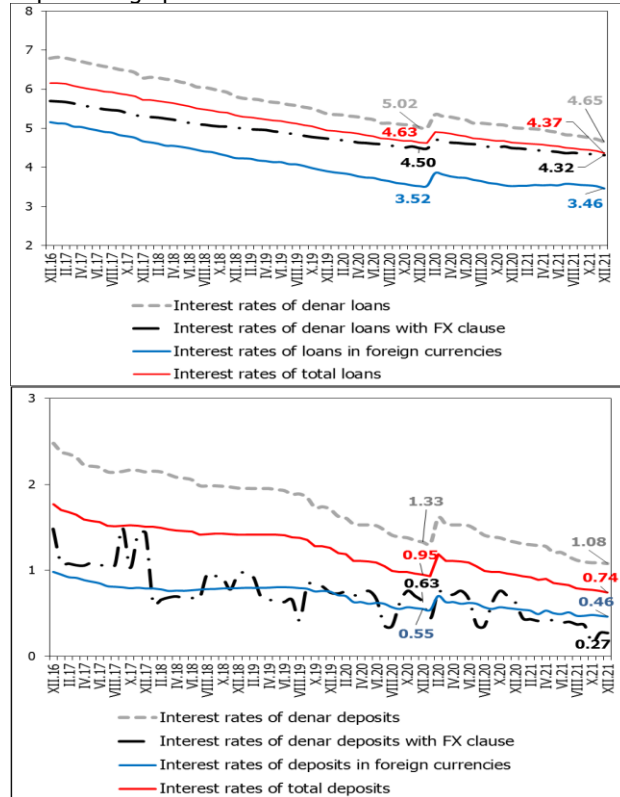 8
7
6
5
4
3
2
5.02
4.63
4.50
3.52
4.65
4.37
4.32
3.46
XII.16
II.17
IV.17
VI.17
VIII.17
X.17
XII.17
II.18
IV.18
VI.18
VIII.18
X.18
XII.18
II.19
IV.19
VI.19
VIII.19
X.19
XII.19
II.20
IV.20
VI.20
VIII.20
X.20
XII.20
II.20
IV.20
VI.20
VIII.20
X.20
XII.20
II.21
IV.21
VI.21
VIII.21
X.21
XII.21
Interest rates of denar loans
Interest rates of denar loans with FX clause
Interest rates of loans in foreign currencies
Interest rates of total loans
3
2
1
0
1.33
0.95
0.63
0.55
1.08
0.74
0.46
0.27
XII.16
II.17
IV.17
VI.17
VIII.17
X.17
XII.17
II.18
IV.18
VI.18
VIII.18
X.18
XII.18
II.19
IV.19
VI.19
VIII.19
X.19
XII.19
II.20
IV.20
VI.20
VIII.20
X.20
XII.20
II.20
IV.20
VI.20
VIII.20
X.20
XII.20
II.21
IV.21
VI.21
VIII.21
X.21
XII.21
Interest rates of denar deposits
Interest rates of denar deposits with FX clause
Interest rates of deposits in foreign currencies
Interest rates of total deposits